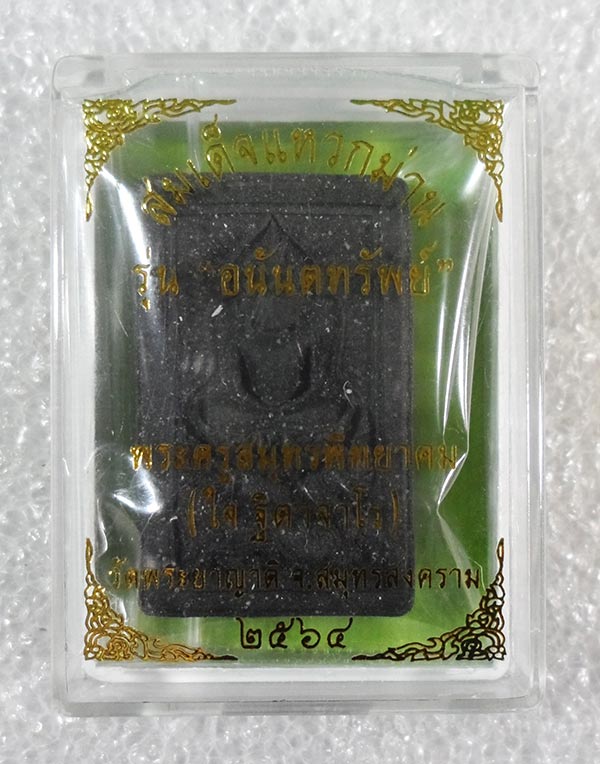 สมเด็จแหวกม่าน
รุ่น "อนันตทรัพย์"
พระครูสมุทรทิพยาคม
(ใจ ฐิตาจาโร)
วัดพระยาญาติ จ.สมุทรสงคราม
๒๕๖๔